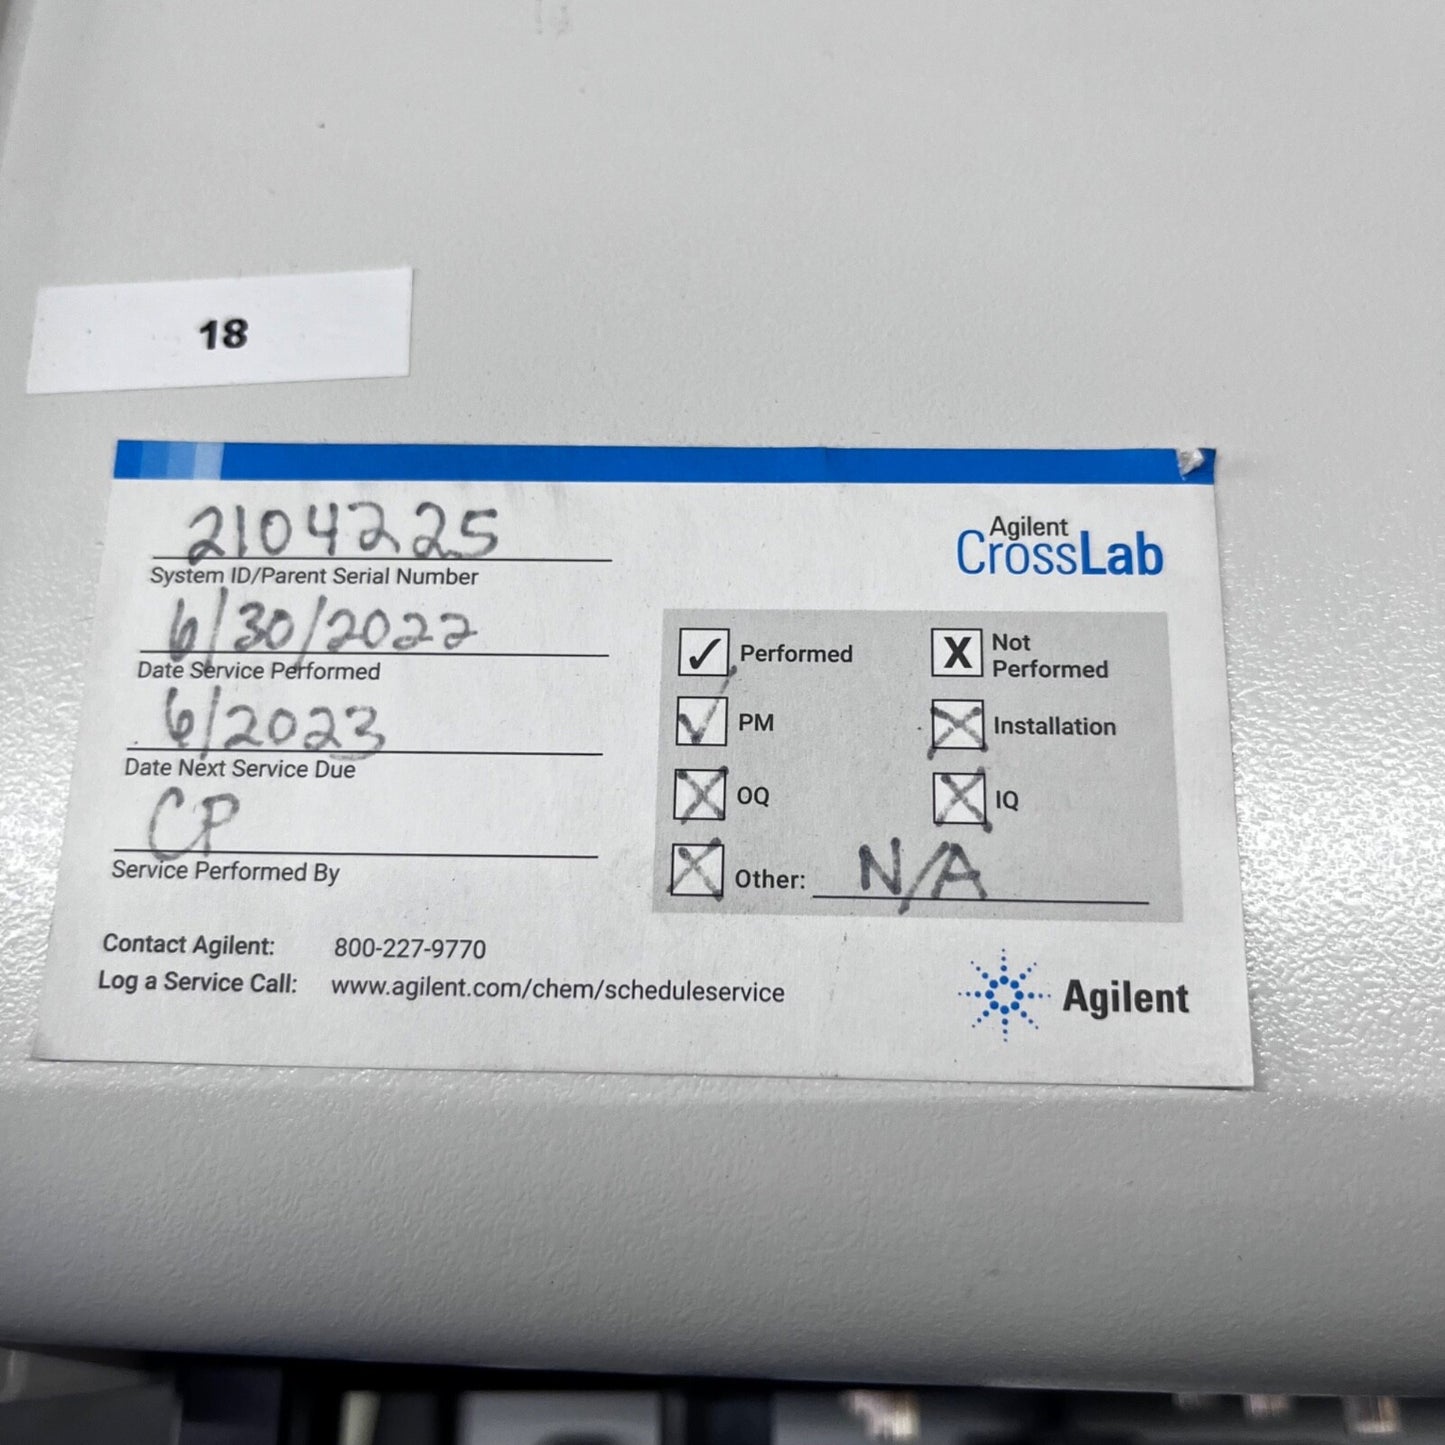 18
2104225
System ID/Parent Serial Number
6/30/2022
Date Service Performed
6/2023
Date Next Service Due
CP
Service Performed By
Contact Agilent: 800-227-9770
Log a Service Call: www.agilent.com/chem/scheduleservice
Agilent
CrossLab
✓ Performed
X Not
Performed
✓ PM
X Installation
X OQ
X IQ
X Other: N/A
Agilent